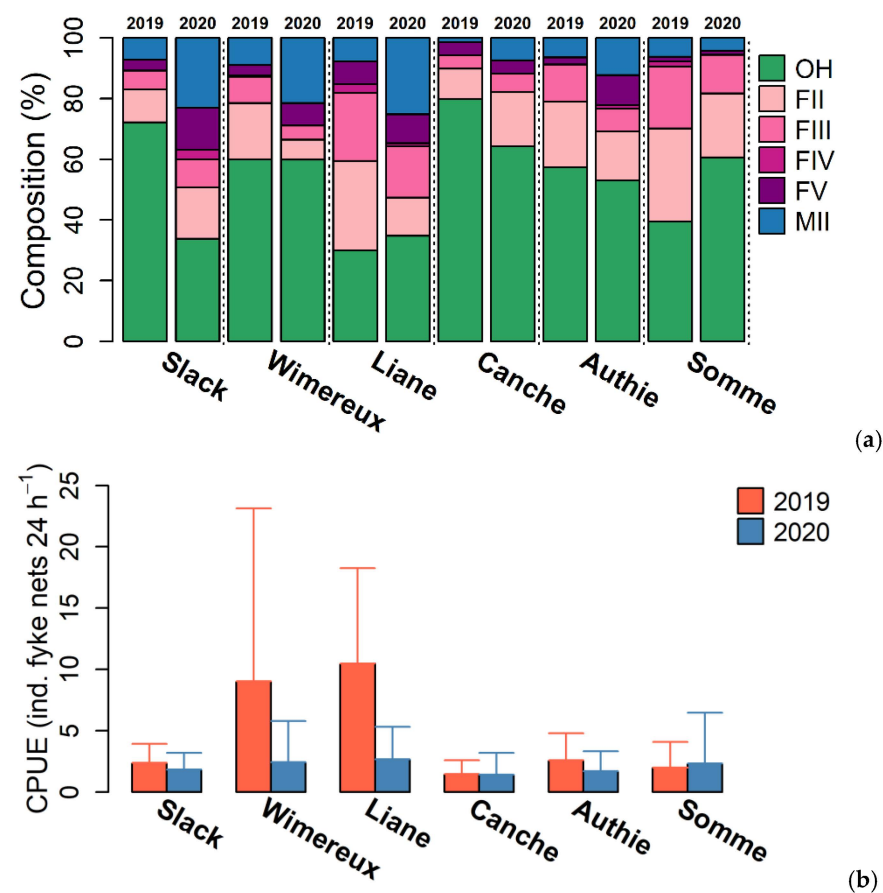 2019 2020 2019 2020 2019 2020 2019 2020 2019 2020 2019 2020
Composition (%)
100
80
60
40
20
0
OH
FII
FIII
FIV
FV
MII
Slack
Wimereux
Liane
Canche
Authie
Somme
(a)
CPUE (ind. fyke nets 24 h⁻¹)
25
20
15
10
5
0
2019
2020
Slack
Wimereux
Liane
Canche
Authie
Somme
(b)